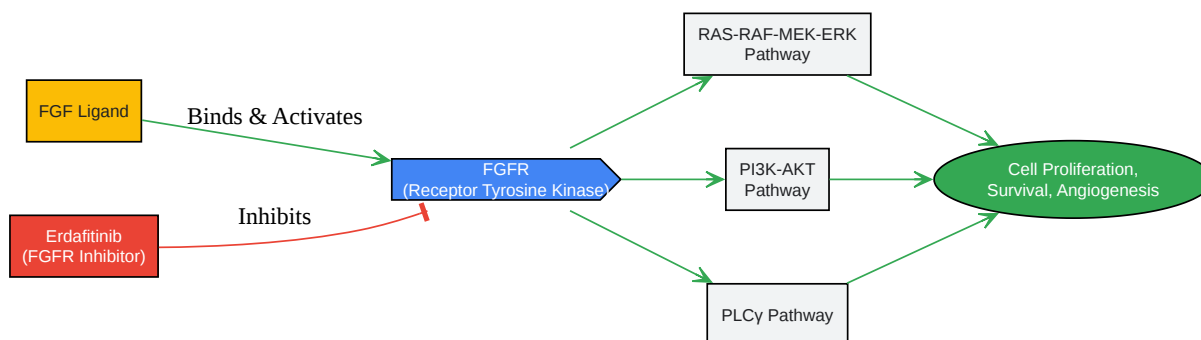 FGF Ligand
Binds & Activates
Erdafitinib
(FGFR Inhibitor)
Inhibits
FGFR
(Receptor Tyrosine Kinase)
RAS-RAF-MEK-ERK
Pathway
PI3K-AKT
Pathway
PLCγ Pathway
Cell Proliferation,
Survival, Angiogenesis